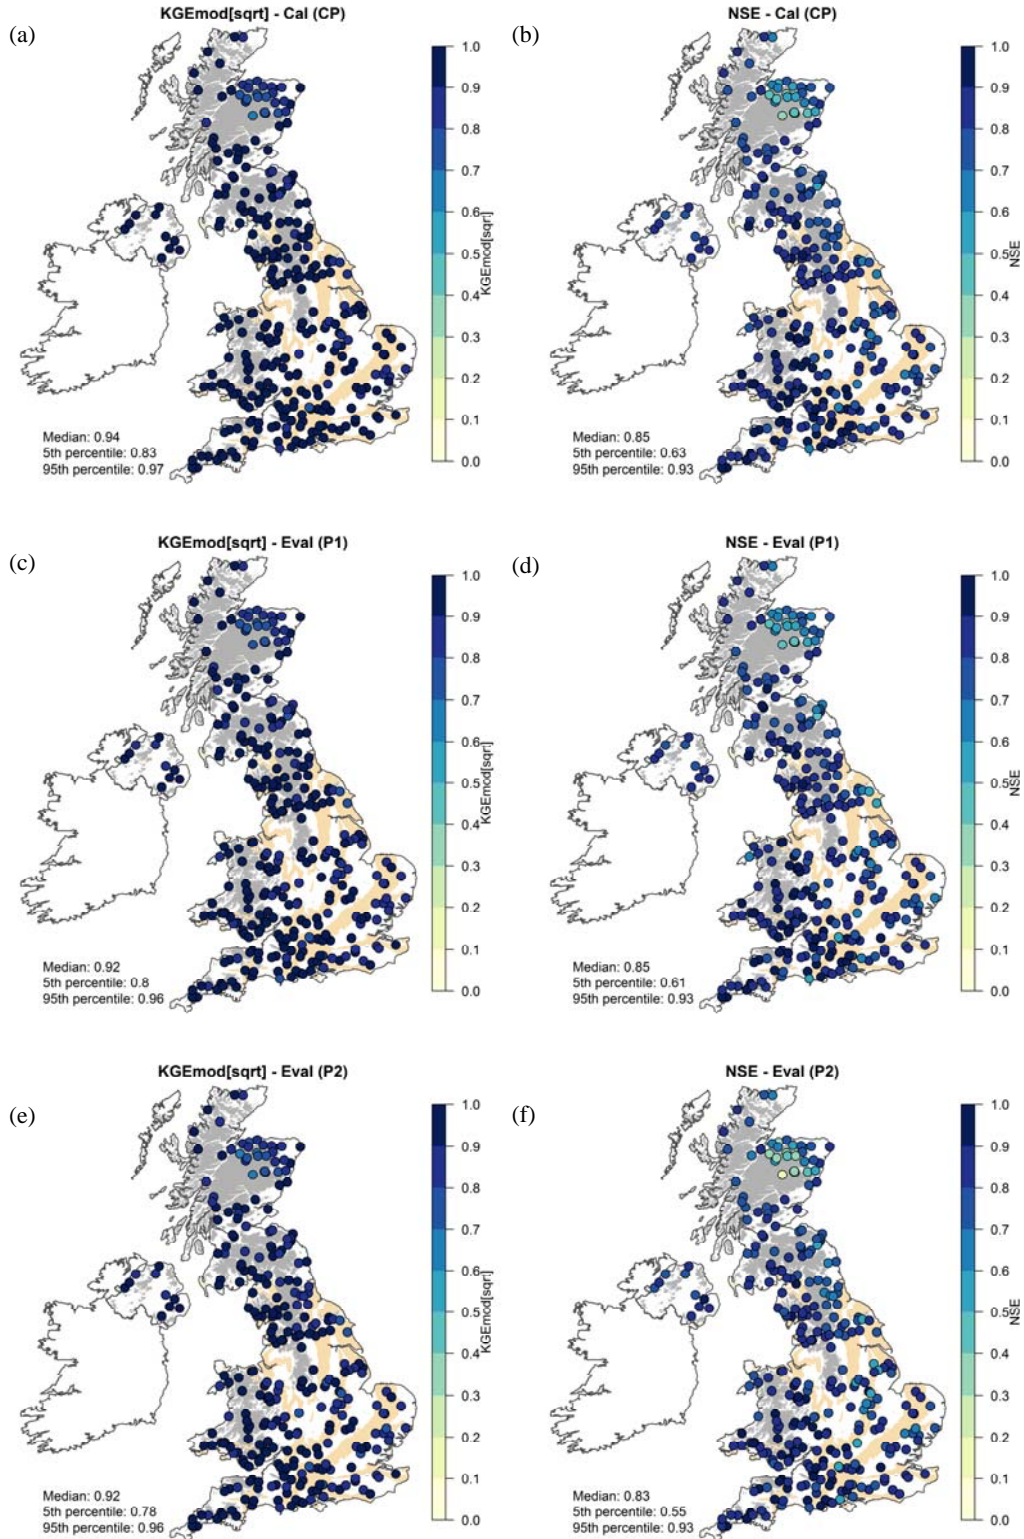 KGEmod[sqrt] - Cal (CP)
(a)
1.0
0.9
0.8
0.7
0.6
0.5
0.4
0.3
0.2
0.1
0.0
KGEmod[sqrt]
Median: 0.94
5th percentile: 0.83
95th percentile: 0.97
NSE - Cal (CP)
(b)
1.0
0.9
0.8
0.7
0.6
0.5
0.4
0.3
0.2
0.1
0.0
NSE
Median: 0.85
5th percentile: 0.63
95th percentile: 0.93
KGEmod[sqrt] - Eval (P1)
(c)
1.0
0.9
0.8
0.7
0.6
0.5
0.4
0.3
0.2
0.1
0.0
KGEmod[sqrt]
Median: 0.92
5th percentile: 0.8
95th percentile: 0.96
NSE - Eval (P1)
(d)
1.0
0.9
0.8
0.7
0.6
0.5
0.4
0.3
0.2
0.1
0.0
NSE
Median: 0.85
5th percentile: 0.61
95th percentile: 0.93
KGEmod[sqrt] - Eval (P2)
(e)
1.0
0.9
0.8
0.7
0.6
0.5
0.4
0.3
0.2
0.1
0.0
KGEmod[sqrt]
Median: 0.92
5th percentile: 0.78
95th percentile: 0.96
NSE - Eval (P2)
(f)
1.0
0.9
0.8
0.7
0.6
0.5
0.4
0.3
0.2
0.1
0.0
NSE
Median: 0.83
5th percentile: 0.55
95th percentile: 0.93